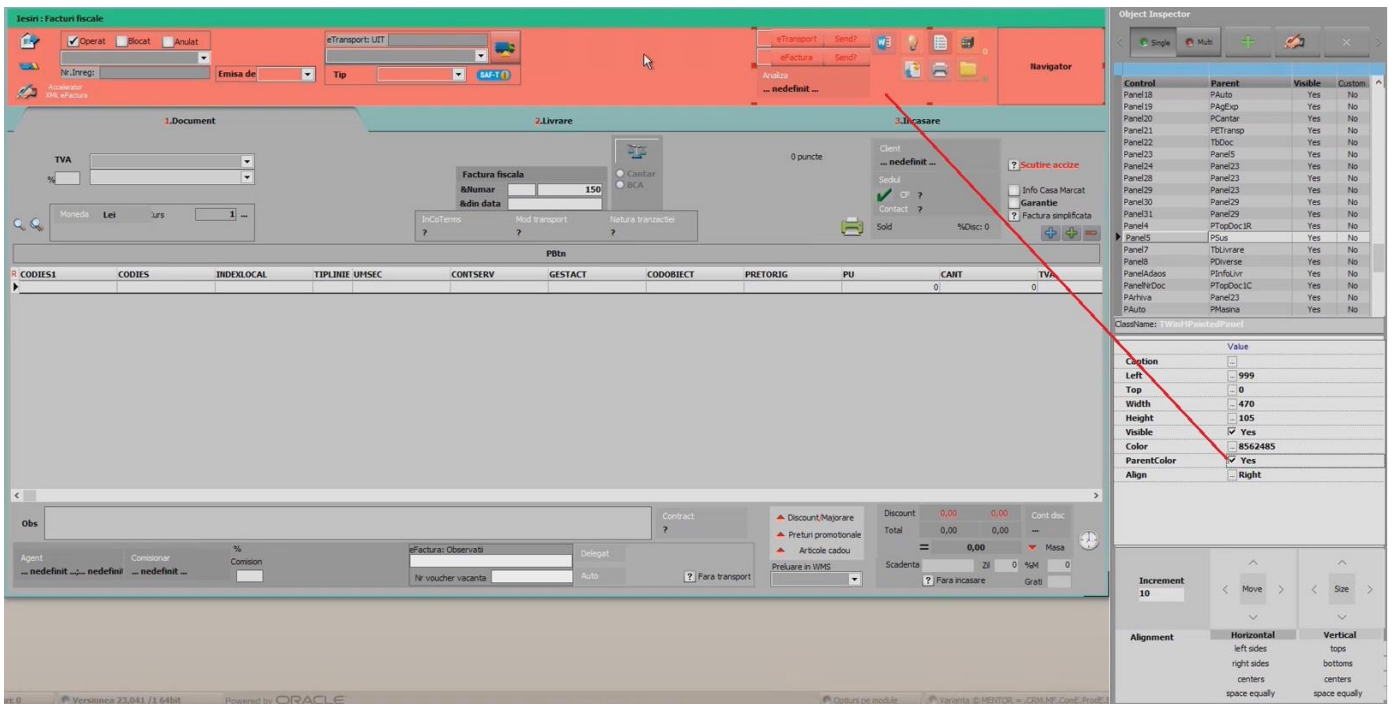 Iesiri : Facturi fiscale
Operat Blocat Anulat
Nr.Inreg:
Emisa de
Accelerator
XML eFactura
eTransport: UIT
Tip
SAF-T
eTransport Send?
eFactura Send?
Analiza
... nedefinit ...
Navigator
1.Document
2.Livrare
3.Incasare
TVA
%
Moneda Lei
1 ...
Factura fiscala
&Numar 150
&din data
Cantar
BCA
0 puncte
Client
... nedefinit ...
Sediul
CF ?
Contact ?
Sold %Disc: 0
? Scutire accize
Info Casa Marcat
Garantie
? Factura simplificata
InCoTerms Mod transport Natura tranzactiei
? ? ?
PBtn
R CODIES1 CODIES INDEXLOCAL TIPLINIE UMSEC CONTSERV GESTACT CODOBIECT PRETORIG PU CANT TVA
0 0
Obs
Contract
?
Agent Comisionar
... nedefinit ...;... nedefinit ... nedefinit ...
%
Comision
eFactura: Observatii
Nr voucher vacanta
Delegat
Auto
? Fara transport
Discount/Majorare
Preturi promotionale
Articole cadou
Preluare in WMS
Discount 0,00 0,00 Cont disc
Total 0,00 0,00 ...
= 0,00 Masa
Scadenta Zil 0 %M 0
? Fara incasare Grati
Versiunea 23.041 /1 64bit
Powered by ORACLE
Optiuni pe module
Object Inspector
Single Multi
Control Parent Visible Custom
Panel18 PAuto Yes No
Panel19 PAgExp Yes No
Panel20 PCantar Yes No
Panel21 PETransp Yes No
Panel22 TbDoc Yes No
Panel23 Panel5 Yes No
Panel24 Panel23 Yes No
Panel28 Panel23 Yes No
Panel29 Panel23 Yes No
Panel30 Panel29 Yes No
Panel31 Panel29 Yes No
Panel4 PTopDoc1R Yes No
Panel5 PSus Yes No
Panel7 TbLivrare Yes No
Panel8 PDiverse Yes No
PanelAdaos PInfoLivr Yes No
PanelNrDoc PTopDoc1C Yes No
PArhiva Panel23 Yes No
PAuto PMasina Yes No
ClassName: TWinMPaintedPanel
Value
Caption ...
Left ... 999
Top ... 0
Width ... 470
Height ... 105
Visible Yes
Color ... 8562485
ParentColor Yes
Align ... Right
Increment
10
Move
Size
Alignment
Horizontal Vertical
left sides tops
right sides bottoms
centers centers
space equally space equally